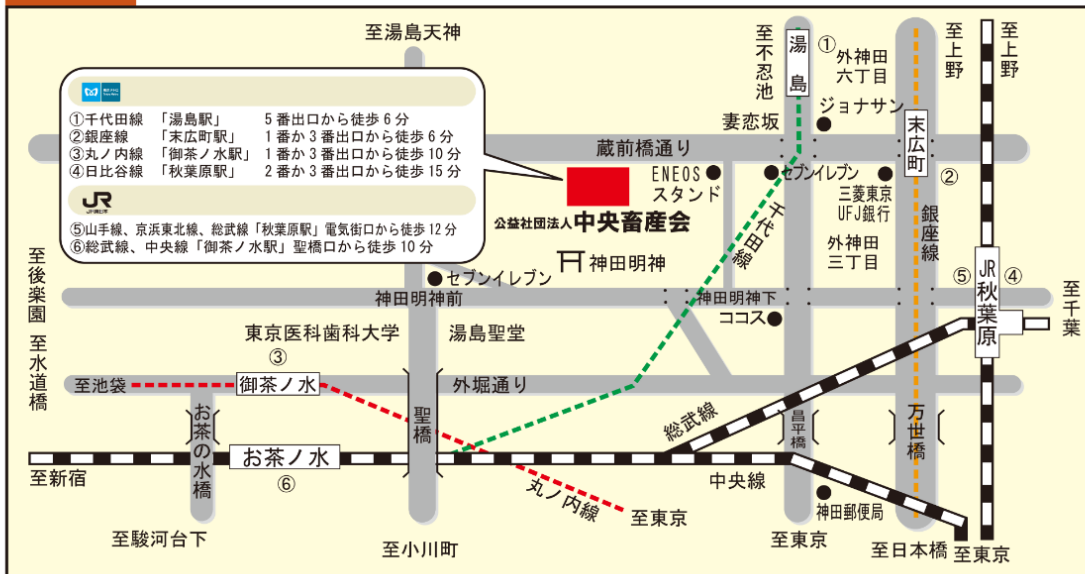 至湯島天神
①千代田線 「湯島駅」 5番出口から徒歩6分
②銀座線 「末広町駅」 1番か3番出口から徒歩6分
③丸ノ内線 「御茶ノ水駅」 1番か3番出口から徒歩10分
④日比谷線 「秋葉原駅」 2番か3番出口から徒歩15分
JR
⑤山手線、京浜東北線、総武線「秋葉原駅」電気街口から徒歩12分
⑥総武線、中央線「御茶ノ水駅」聖橋口から徒歩10分
至不忍池
湯島
①
外神田
六丁目
至上野
至上野
ジョナサン
妻恋坂
末広町
蔵前橋通り
ENEOS
スタンド
セブンイレブン
三菱東京
UFJ銀行
②
公益社団法人 中央畜産会
千代田線
銀座線
外神田
三丁目
神田明神
セブンイレブン
至後楽園
至水道橋
神田明神前
神田明神下
ココス
⑤
JR秋葉原
④
至千葉
東京医科歯科大学
湯島聖堂
③
至池袋
御茶ノ水
外堀通り
お茶の水橋
聖橋
総武線
昌平橋
万世橋
至新宿
お茶ノ水
⑥
中央線
丸ノ内線
至東京
神田郵便局
至駿河台下
至小川町
至東京
至日本橋
至東京